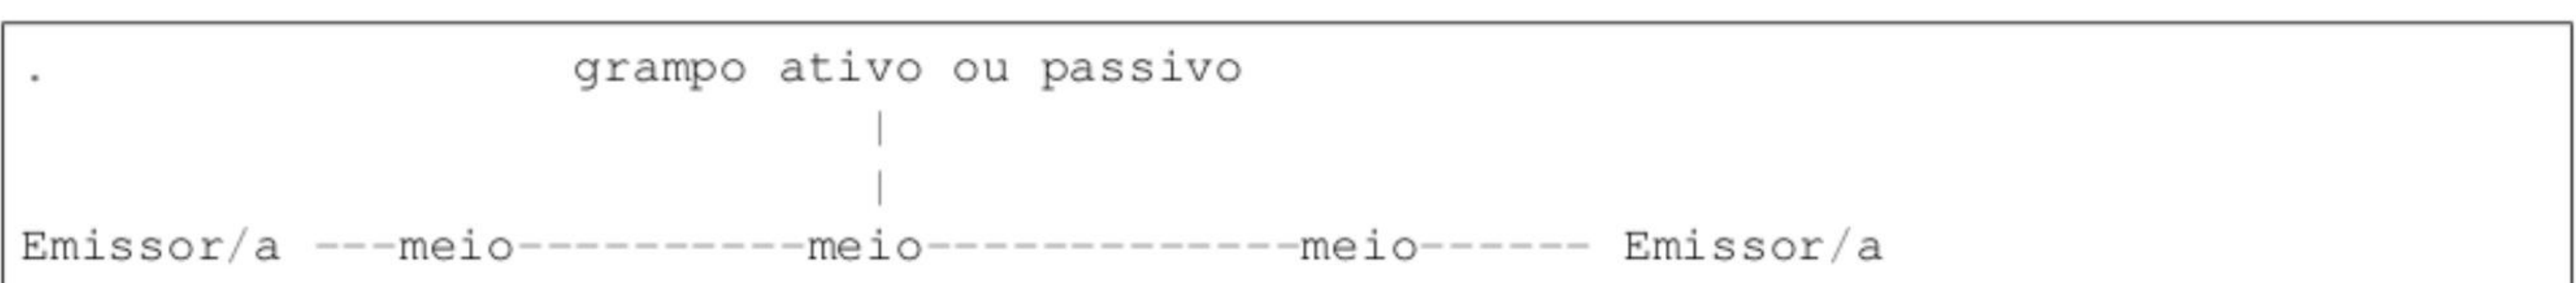 . grampo ativo ou passivo
|
|
Emissor/a ---meio----------meio-------------meio------ Emissor/a